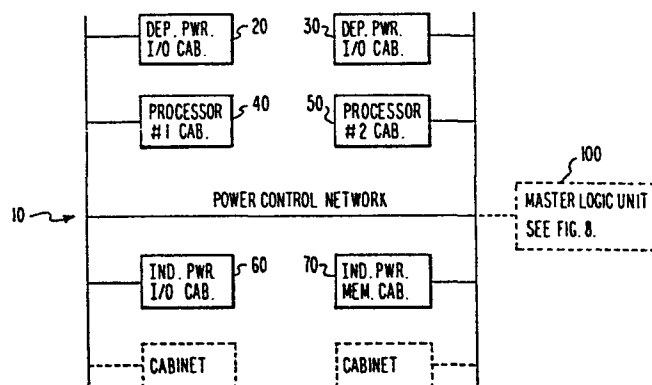 DEP. PWR.
I/O CAB.
20
30
DEP. PWR.
I/O CAB.
PROCESSOR
#1 CAB.
40
50
PROCESSOR
#2 CAB.
100
10
POWER CONTROL NETWORK
MASTER LOGIC UNIT
SEE FIG. 8.
IND. PWR.
I/O CAB.
60
70
IND. PWR.
MEM. CAB.
CABINET
CABINET